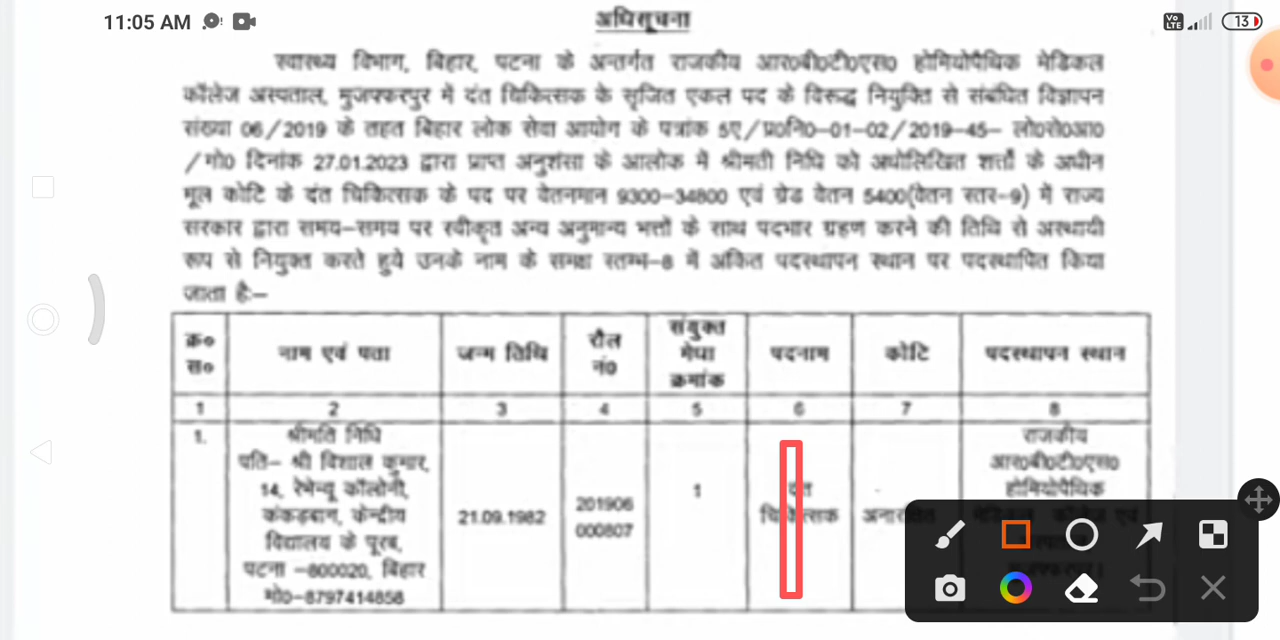 11:05 AM
Vo LTE
13
अधिसूचना
स्वास्थ्य विभाग, बिहार, पटना के अन्तर्गत राजकीय आर०बी०टी०एस० होमियोपैथिक मेडिकल
कॉलेज अस्पताल, मुजफ्फरपुर में दंत चिकित्सक के सृजित एकल पद के विरूद्ध नियुक्ति से संबंधित विज्ञापन
संख्या 06/2019 के तहत बिहार लोक सेवा आयोग के पत्रांक 5ए/प्र०नि०-01-02/2019-45- लो०से०आ०
/गो० दिनांक 27.01.2023 द्वारा प्राप्त अनुशंसा के आलोक में श्रीमती निधि को अधोलिखित शर्त्तों के अधीन
मूल कोटि के दंत चिकित्सक के पद पर वेतनमान 9300-34800 एवं ग्रेड वेतन 5400(वेतन स्तर-9) में राज्य
सरकार द्वारा समय-समय पर स्वीकृत अन्य अनुमान्य भत्तों के साथ पदभार ग्रहण करने की तिथि से अस्थायी
रूप से नियुक्त करते हुये उनके नाम के समक्ष स्तम्भ-8 में अंकित पदस्थापन स्थान पर पदस्थापित किया
जाता है:-
क्र० स० नाम एवं पता जन्म तिथि रौल नं० संयुक्त मेधा क्रमांक पदनाम कोटि पदस्थापन स्थान
1 2 3 4 5 6 7 8
1. श्रीमति निधि
पति- श्री विशाल कुमार,
14, रेभेन्यू कॉलोनी,
कंकड़बाग, केन्द्रीय
विद्यालय के पूरब,
पटना -800020, बिहार
मो०-8797414858
21.09.1982
201906
000807
1
दंत
चिकित्सक
अनारक्षित
राजकीय
आर०बी०टी०एस०
होमियोपैथिक